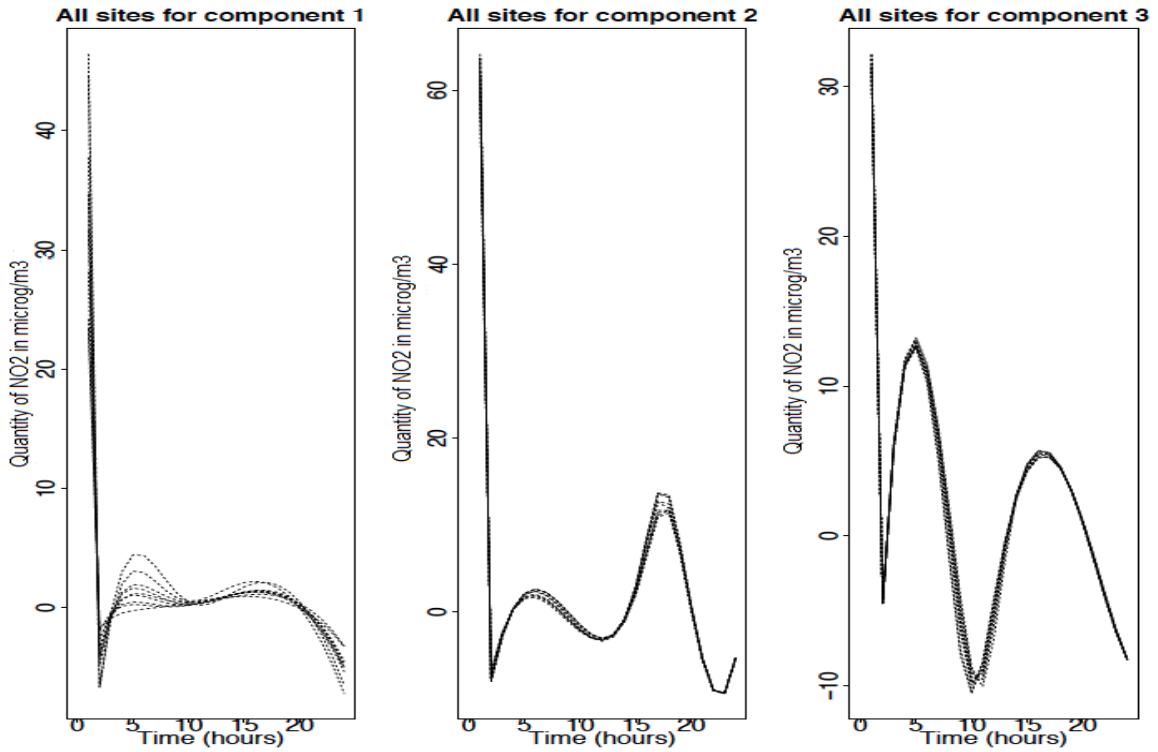 All sites for component 1
Quantity of NO2 in microg/m3
40
30
20
10
0
0 5 10 15 20
Time (hours)
All sites for component 2
Quantity of NO2 in microg/m3
60
40
20
0
0 5 10 15 20
Time (hours)
All sites for component 3
Quantity of NO2 in microg/m3
30
20
10
0
−10
0 5 10 15 20
Time (hours)